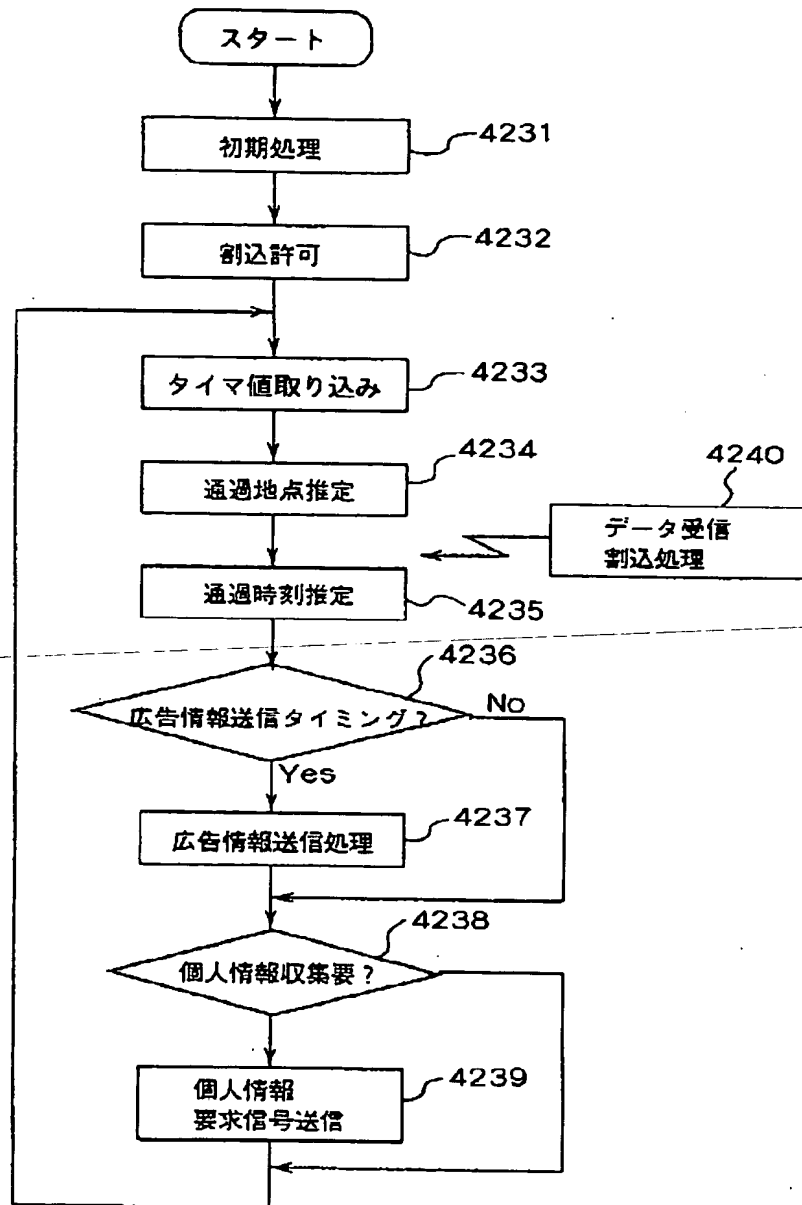 スタート
初期処理
4231
割込許可
4232
タイマ値取り込み
4233
通過地点推定
4234
データ受信
割込処理
4240
通過時刻推定
4235
広告情報送信タイミング?
4236
No
Yes
広告情報送信処理
4237
個人情報収集要?
4238
個人情報
要求信号送信
4239